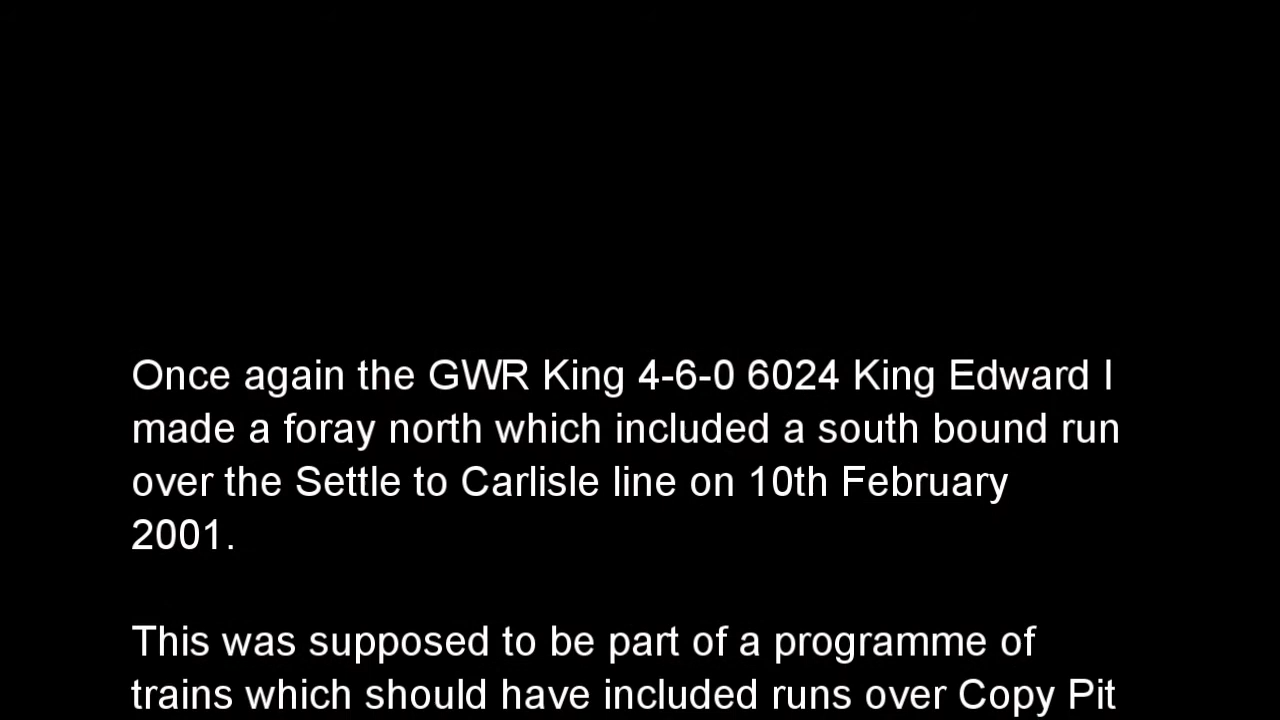 Once again the GWR King 4-6-0 6024 King Edward I
made a foray north which included a south bound run
over the Settle to Carlisle line on 10th February
2001.
This was supposed to be part of a programme of
trains which should have included runs over Copy Pit